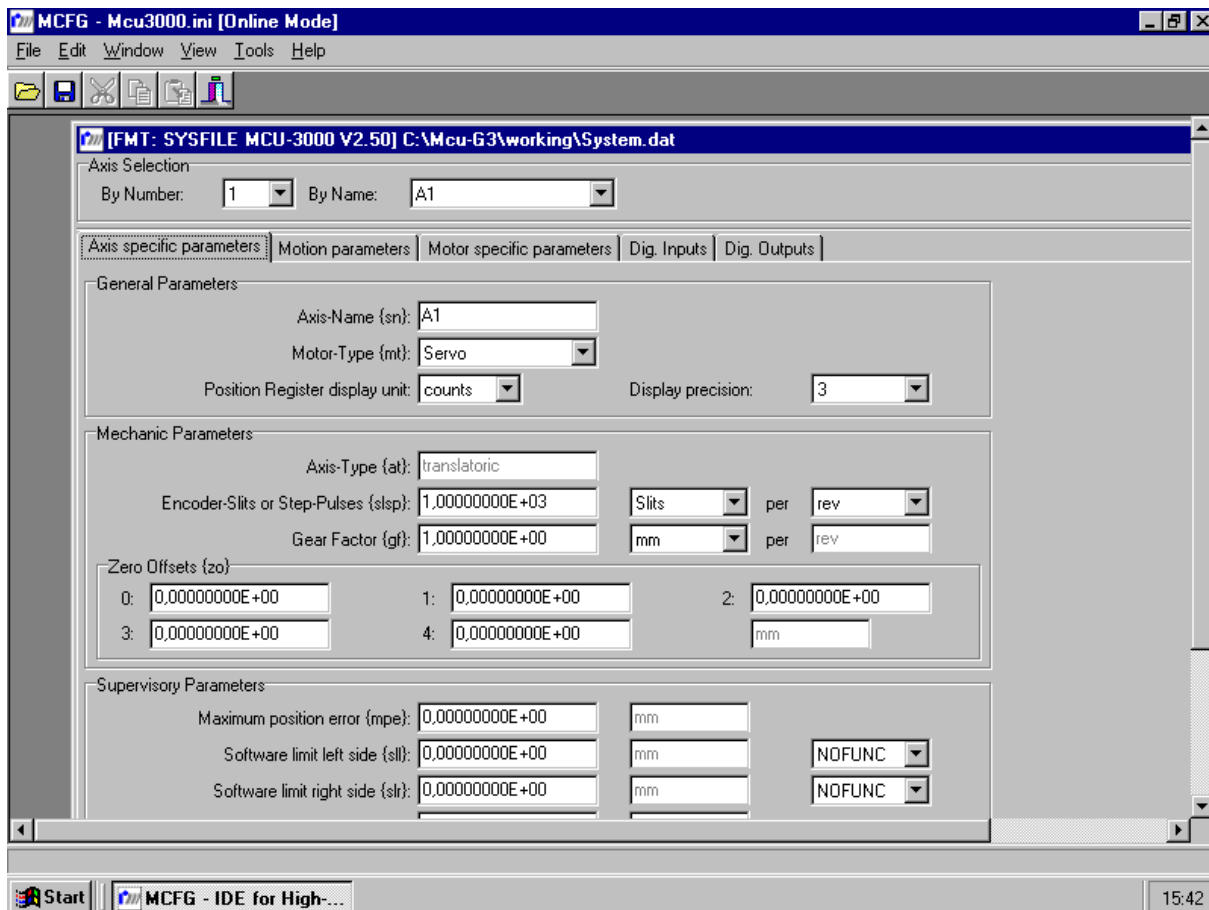 MCFG - Mcu3000.ini [Online Mode]
File Edit Window View Tools Help
[FMT: SYSFILE MCU-3000 V2.50] C:\Mcu-G3\working\System.dat
Axis Selection
By Number: 1 By Name: A1
Axis specific parameters Motion parameters Motor specific parameters Dig. Inputs Dig. Outputs
General Parameters
Axis-Name {sn}: A1
Motor-Type {mt}: Servo
Position Register display unit: counts Display precision: 3
Mechanic Parameters
Axis-Type {at}: translatoric
Encoder-Slits or Step-Pulses {slsp}: 1,00000000E+03 Slits per rev
Gear Factor {gf}: 1,00000000E+00 mm per rev
Zero Offsets {zo}
0: 0,00000000E+00 1: 0,00000000E+00 2: 0,00000000E+00
3: 0,00000000E+00 4: 0,00000000E+00 mm
Supervisory Parameters
Maximum position error {mpe}: 0,00000000E+00 mm
Software limit left side {sll}: 0,00000000E+00 mm NOFUNC
Software limit right side {slr}: 0,00000000E+00 mm NOFUNC
Start MCFG - IDE for High-... 15:42